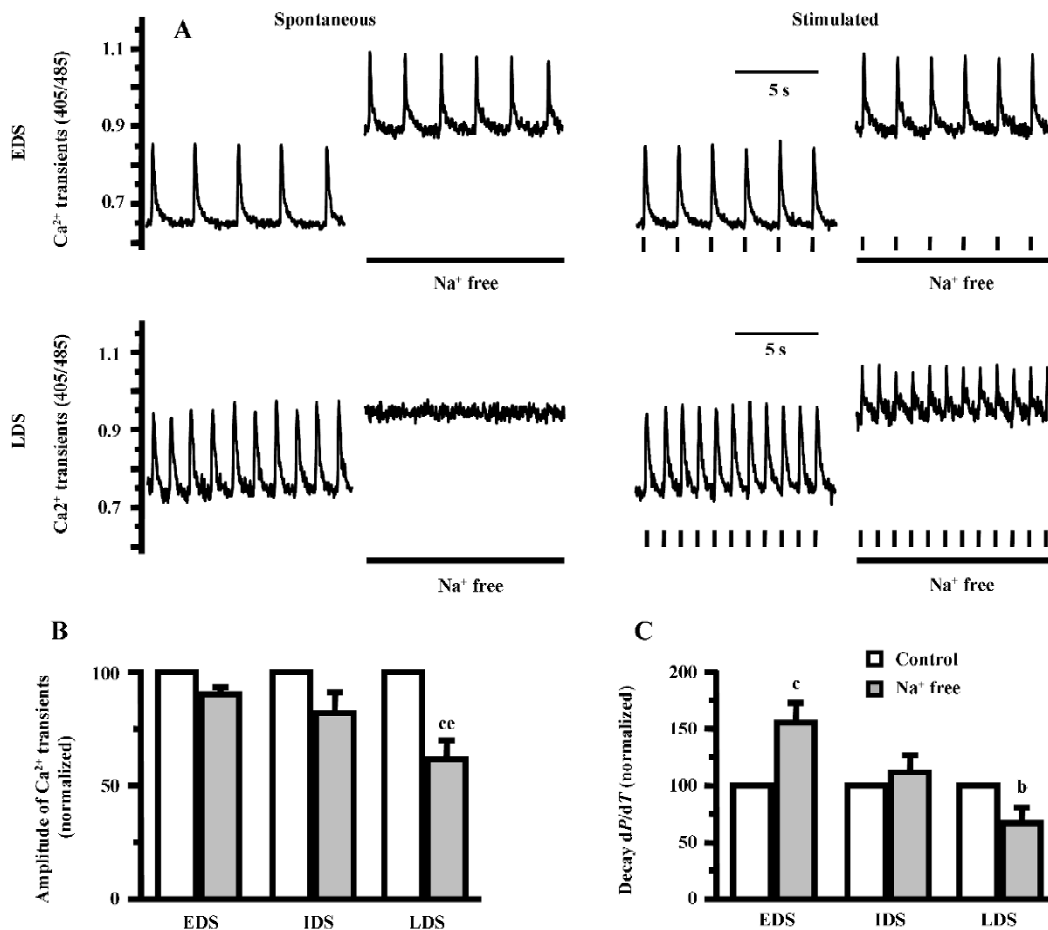 A
Spontaneous
Stimulated
EDS
Ca²⁺ transients (405/485)
1.1
0.9
0.7
5 s
Na⁺ free
Na⁺ free
LDS
Ca2⁺ transients (405/485)
1.1
0.9
0.7
5 s
Na⁺ free
Na⁺ free
B
Amplitude of Ca²⁺ transients
(normalized)
100
50
0
cc
EDS
IDS
LDS
C
Control
Na⁺ free
Decay dP/dT (normalized)
200
150
100
50
0
c
b
EDS
IDS
LDS